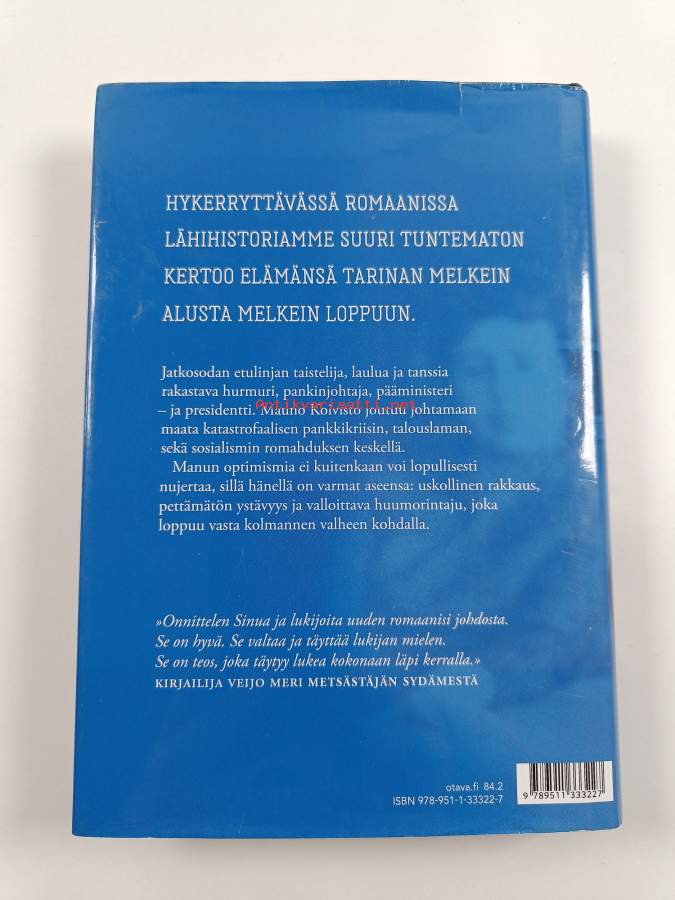 HYKERRYTTÄVÄSSÄ ROMAANISSA
LÄHIHISTORIAMME SUURI TUNTEMATON
KERTOO ELÄMÄNSÄ TARINAN MELKEIN
ALUSTA MELKEIN LOPPUUN.
Jatkosodan etulinjan taistelija, laulua ja tanssia
rakastava hurmuri, pankinjohtaja, pääministeri
– ja presidentti. Mauno Koivisto joutuu johtamaan
Antikvariaatti.net
maata katastrofaalisen pankkikriisin, talouslaman,
sekä sosialismin romahduksen keskellä.
Manun optimismia ei kuitenkaan voi lopullisesti
nujertaa, sillä hänellä on varmat aseensa: uskollinen rakkaus,
pettämätön ystävyys ja valloittava huumorintaju, joka
loppuu vasta kolmannen valheen kohdalla.
»Onnittelen Sinua ja lukijoita uuden romaanisi johdosta.
Se on hyvä. Se valtaa ja täyttää lukijan mielen.
Se on teos, joka täytyy lukea kokonaan läpi kerralla.»
KIRJAILIJA VEIJO MERI METSÄSTÄJÄN SYDÄMESTÄ
otava.fi 84.2
ISBN 978-951-1-33322-7
9 789511 333227